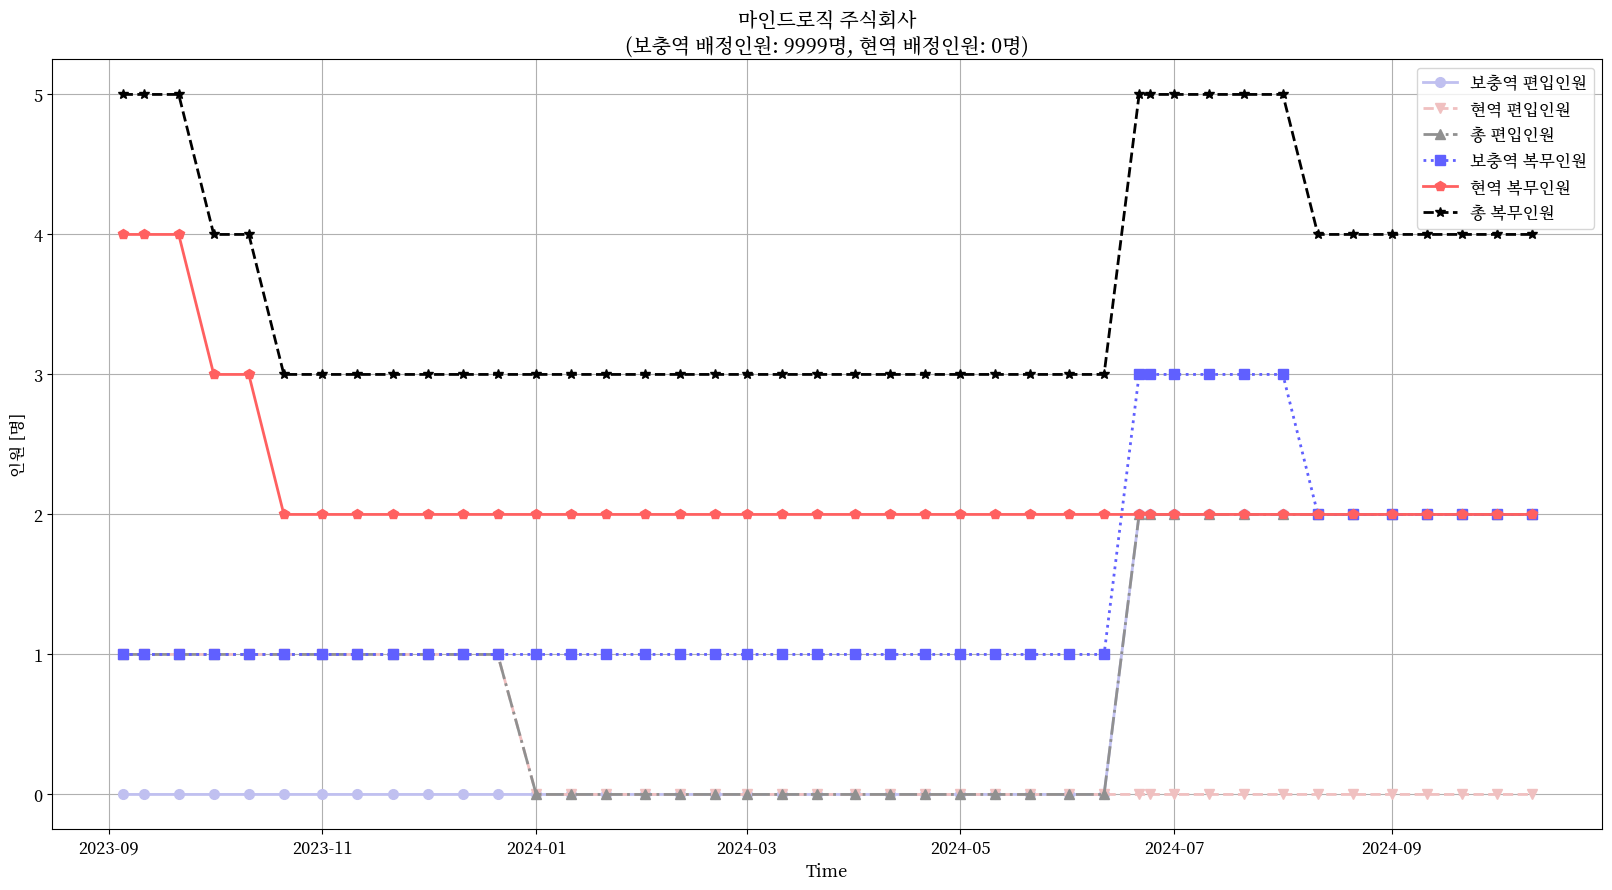 마인드로직 주식회사
(보충역 배정인원: 9999명, 현역 배정인원: 0명)
보충역 편입인원
현역 편입인원
총 편입인원
보충역 복무인원
현역 복무인원
총 복무인원
5
4
3
2
1
0
인원 [명]
2023-09
2023-11
2024-01
2024-03
2024-05
2024-07
2024-09
Time